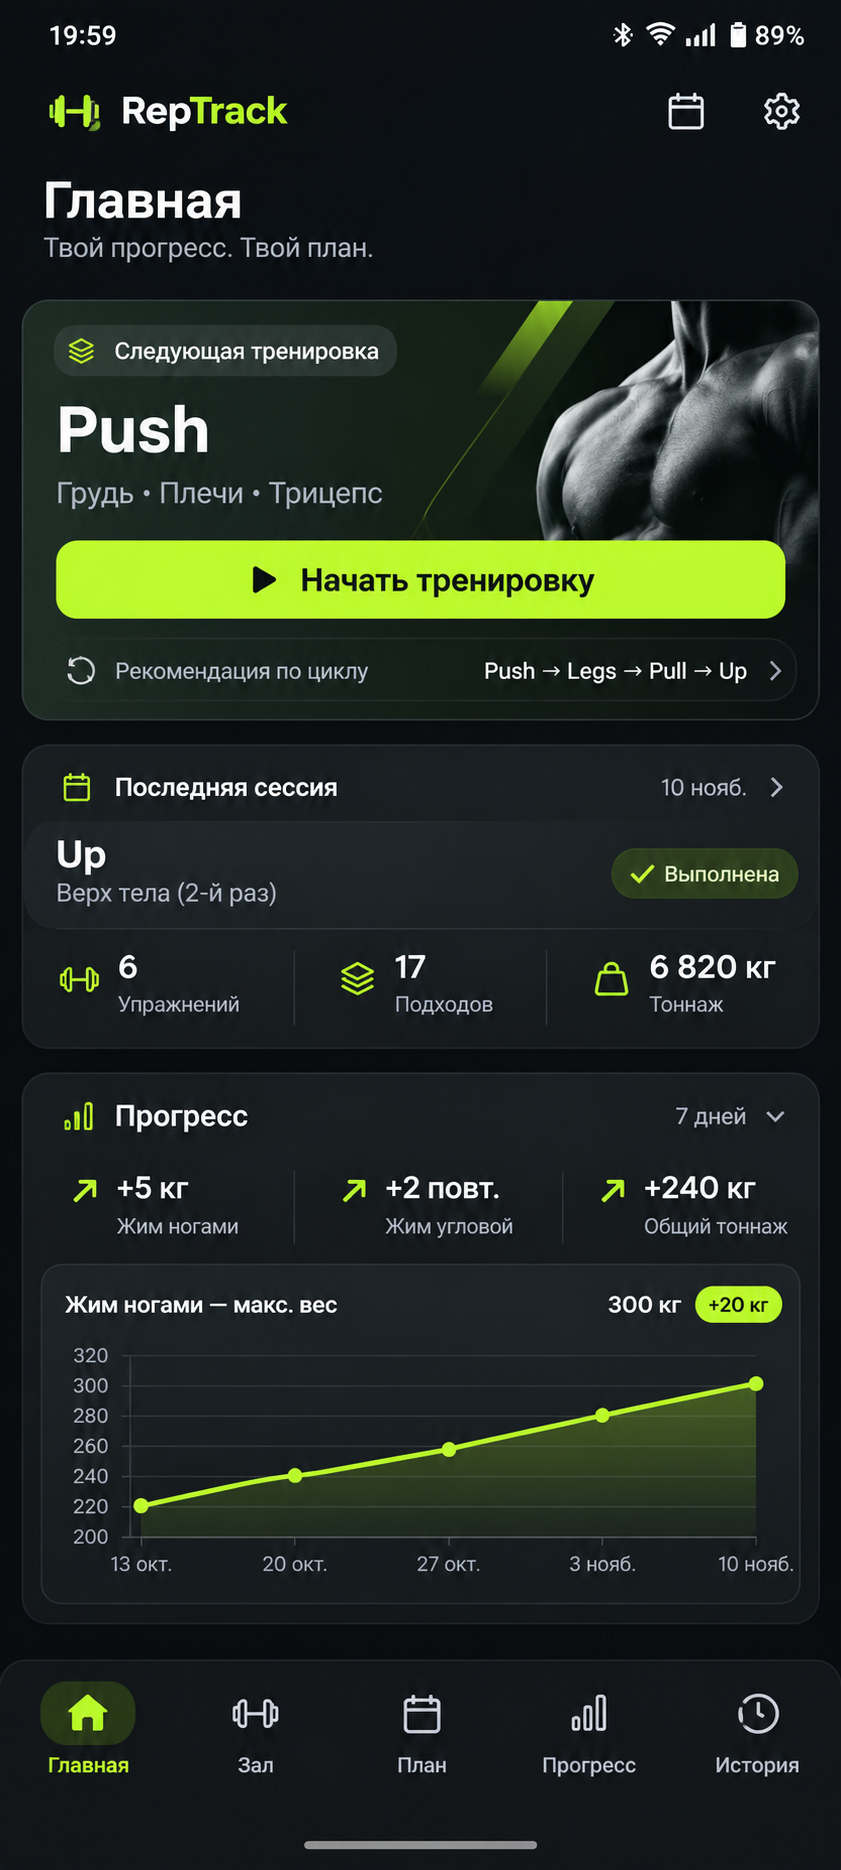 19:59 89%
RepTrack
Главная
Твой прогресс. Твой план.
Следующая тренировка
Push
Грудь • Плечи • Трицепс
Начать тренировку
Рекомендация по циклу Push → Legs → Pull → Up
Последняя сессия 10 нояб.
Up
Верх тела (2-й раз)
Выполнена
6 17 6 820 кг
Упражнений Подходов Тоннаж
Прогресс 7 дней
+5 кг +2 повт. +240 кг
Жим ногами Жим угловой Общий тоннаж
Жим ногами — макс. вес 300 кг +20 кг
320
300
280
260
240
220
200
13 окт. 20 окт. 27 окт. 3 нояб. 10 нояб.
Главная Зал План Прогресс История